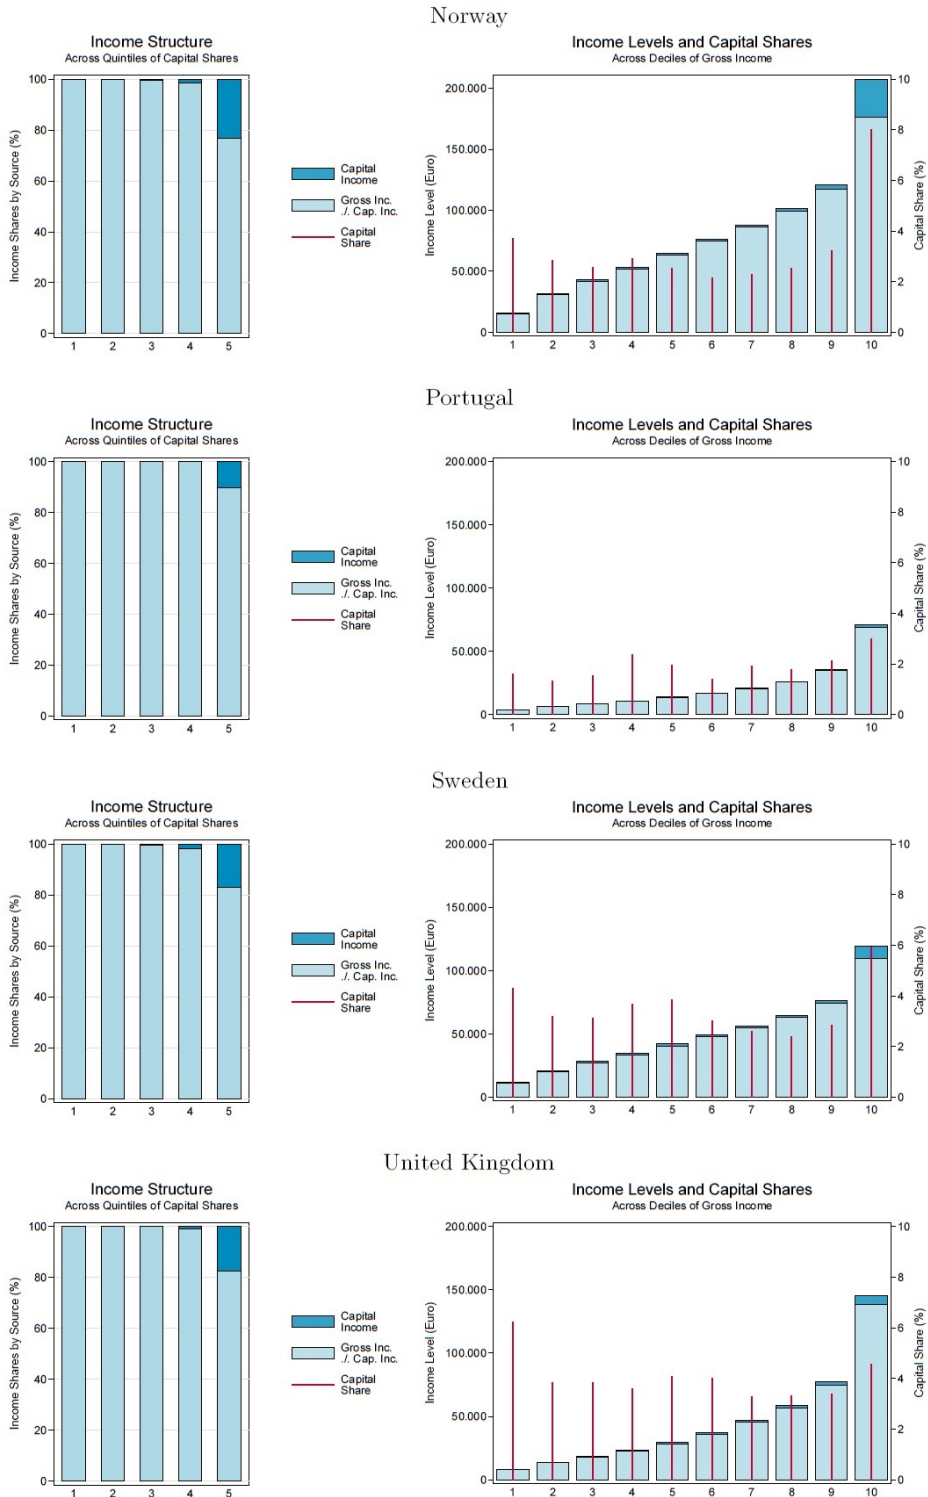 Norway
Income Structure
Across Quintiles of Capital Shares
Income Shares by Source (%)
100
80
60
40
20
0
1 2 3 4 5
Capital
Income
Gross Inc.
./. Cap. Inc.
Capital
Share
Income Levels and Capital Shares
Across Deciles of Gross Income
Income Level (Euro)
200.000
150.000
100.000
50.000
0
1 2 3 4 5 6 7 8 9 10
10
8
6
4
2
0
Capital Share (%)
Portugal
Income Structure
Across Quintiles of Capital Shares
Income Shares by Source (%)
100
80
60
40
20
0
1 2 3 4 5
Capital
Income
Gross Inc.
./. Cap. Inc.
Capital
Share
Income Levels and Capital Shares
Across Deciles of Gross Income
Income Level (Euro)
200.000
150.000
100.000
50.000
0
1 2 3 4 5 6 7 8 9 10
10
8
6
4
2
0
Capital Share (%)
Sweden
Income Structure
Across Quintiles of Capital Shares
Income Shares by Source (%)
100
80
60
40
20
0
1 2 3 4 5
Capital
Income
Gross Inc.
./. Cap. Inc.
Capital
Share
Income Levels and Capital Shares
Across Deciles of Gross Income
Income Level (Euro)
200.000
150.000
100.000
50.000
0
1 2 3 4 5 6 7 8 9 10
10
8
6
4
2
0
Capital Share (%)
United Kingdom
Income Structure
Across Quintiles of Capital Shares
Income Shares by Source (%)
100
80
60
40
20
0
1 2 3 4 5
Capital
Income
Gross Inc.
./. Cap. Inc.
Capital
Share
Income Levels and Capital Shares
Across Deciles of Gross Income
Income Level (Euro)
200.000
150.000
100.000
50.000
0
1 2 3 4 5 6 7 8 9 10
10
8
6
4
2
0
Capital Share (%)